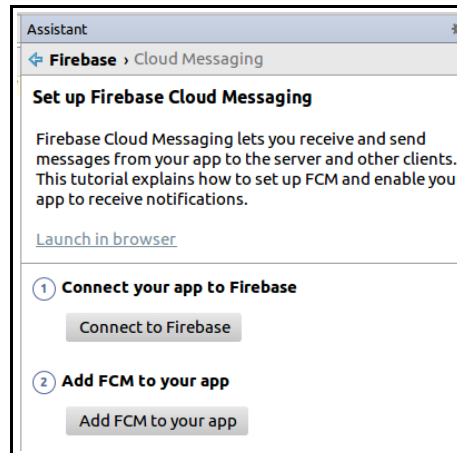 Assistant
Firebase › Cloud Messaging
Set up Firebase Cloud Messaging
Firebase Cloud Messaging lets you receive and send
messages from your app to the server and other clients.
This tutorial explains how to set up FCM and enable you
app to receive notifications.
Launch in browser
1 Connect your app to Firebase
Connect to Firebase
2 Add FCM to your app
Add FCM to your app